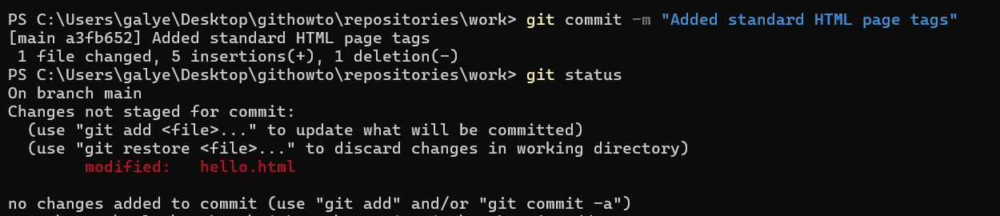 PS C:\Users\galye\Desktop\githowto\repositories\work> git commit -m "Added standard HTML page tags"
[main a3fb652] Added standard HTML page tags
 1 file changed, 5 insertions(+), 1 deletion(-)
PS C:\Users\galye\Desktop\githowto\repositories\work> git status
On branch main
Changes not staged for commit:
  (use "git add <file>..." to update what will be committed)
  (use "git restore <file>..." to discard changes in working directory)
        modified:   hello.html

no changes added to commit (use "git add" and/or "git commit -a")